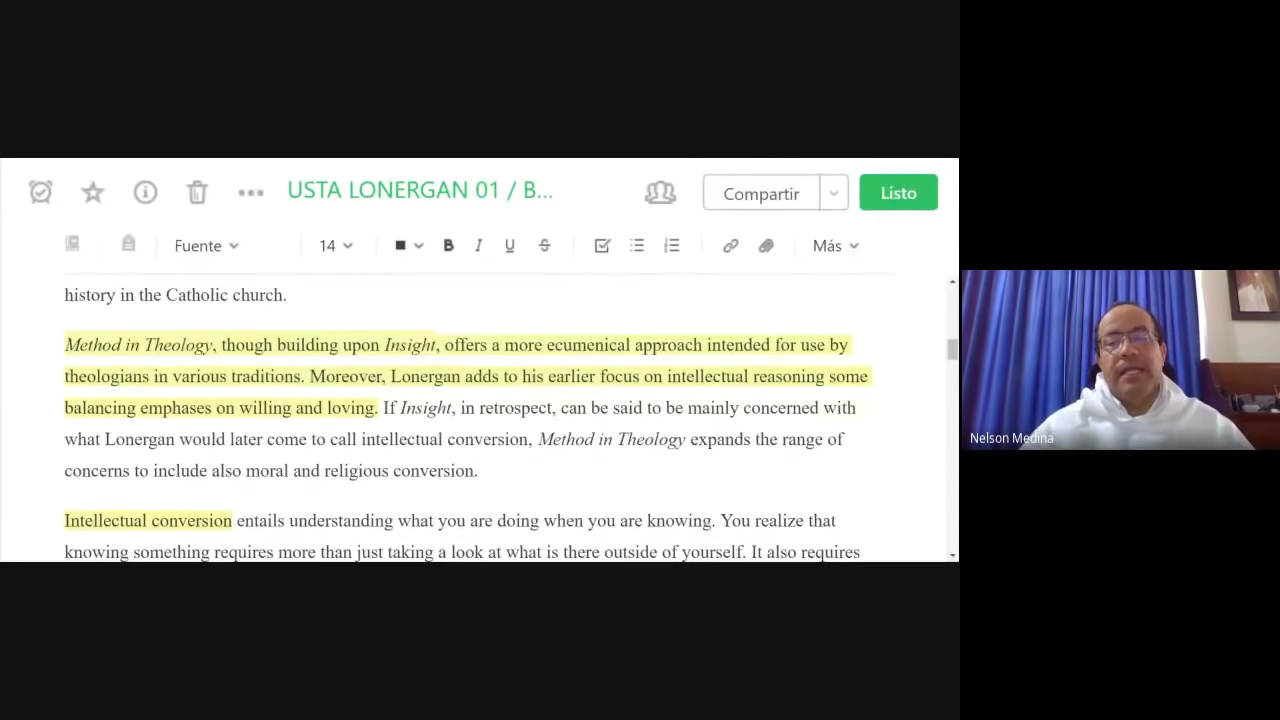 USTA LONERGAN 01 / B...
Compartir
Listo
Fuente
14
B I U S
Más
history in the Catholic church.
Method in Theology, though building upon Insight, offers a more ecumenical approach intended for use by
theologians in various traditions. Moreover, Lonergan adds to his earlier focus on intellectual reasoning some
balancing emphases on willing and loving. If Insight, in retrospect, can be said to be mainly concerned with
what Lonergan would later come to call intellectual conversion, Method in Theology expands the range of
concerns to include also moral and religious conversion.
Intellectual conversion entails understanding what you are doing when you are knowing. You realize that
knowing something requires more than just taking a look at what is there outside of yourself. It also requires
Nelson Medina